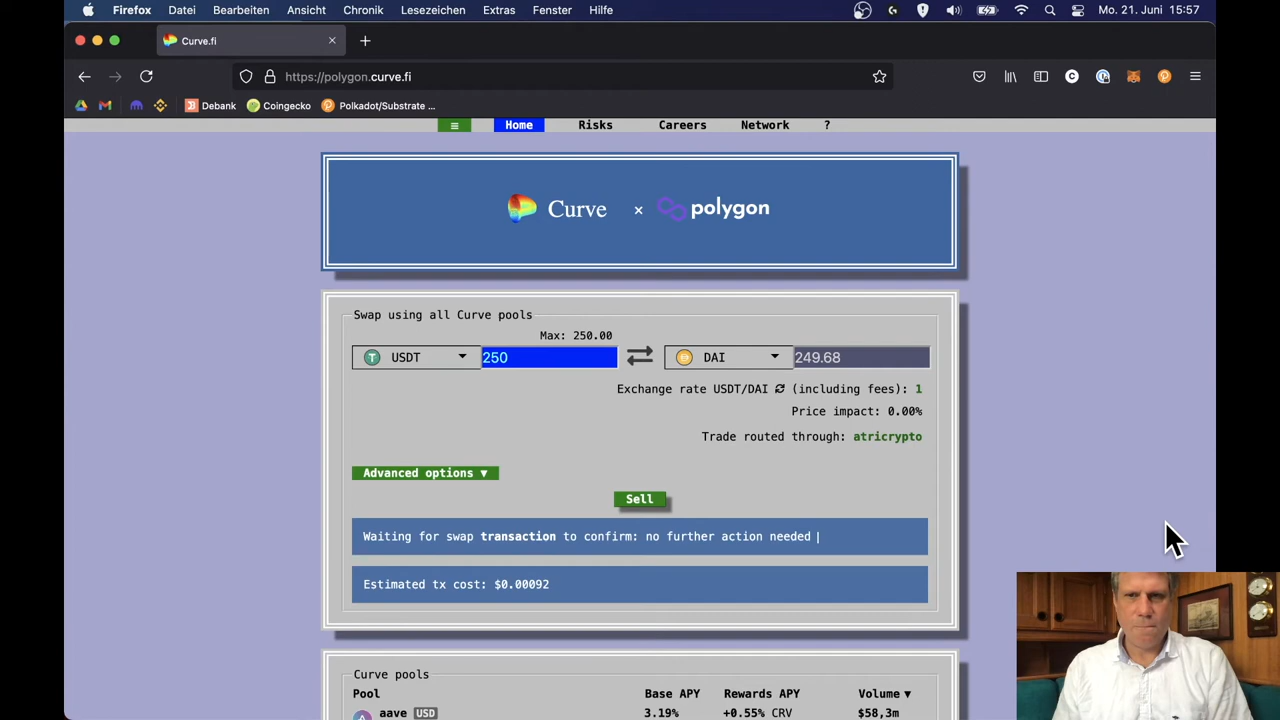 Firefox Datei Bearbeiten Ansicht Chronik Lesezeichen Extras Fenster Hilfe Mo. 21. Juni 15:57
Curve.fi
https://polygon.curve.fi
Debank Coingecko Polkadot/Substrate ...
Home Risks Careers Network ?
Curve × polygon
Swap using all Curve pools
Max: 250.00
USDT 250 DAI 249.68
Exchange rate USDT/DAI (including fees): 1
Price impact: 0.00%
Trade routed through: atricrypto
Advanced options ▼
Sell
Waiting for swap transaction to confirm: no further action needed |
Estimated tx cost: $0.00092
Curve pools
Pool Base APY Rewards APY Volume ▼
aave USD 3.19% +0.55% CRV $58,3m